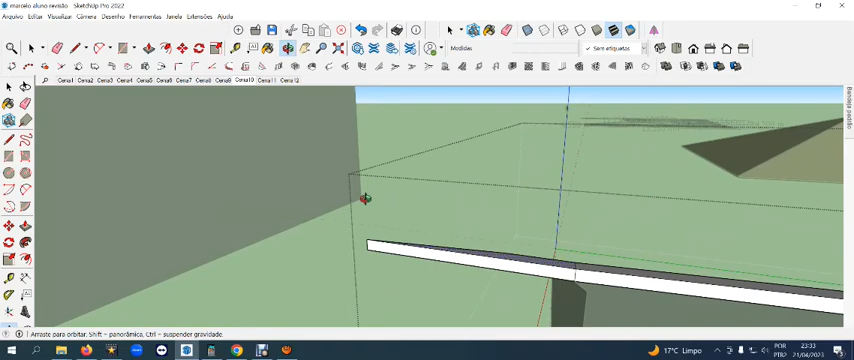 marcelo aluno revisão - SketchUp Pro 2022
Arquivo Editar Visualizar Câmera Desenho Ferramentas Janela Extensões Ajuda
Medidas
✓ Sem etiquetas
Cena1 Cena2 Cena3 Cena4 Cena5 Cena6 Cena7 Cena8 Cena9 Cena10 Cena11 Cena12
Bandeja padrão
Arraste para orbitar. Shift = panorâmica, Ctrl = suspender gravidade.
17°C Limpo
POR
PTB2
23:33
21/04/2023